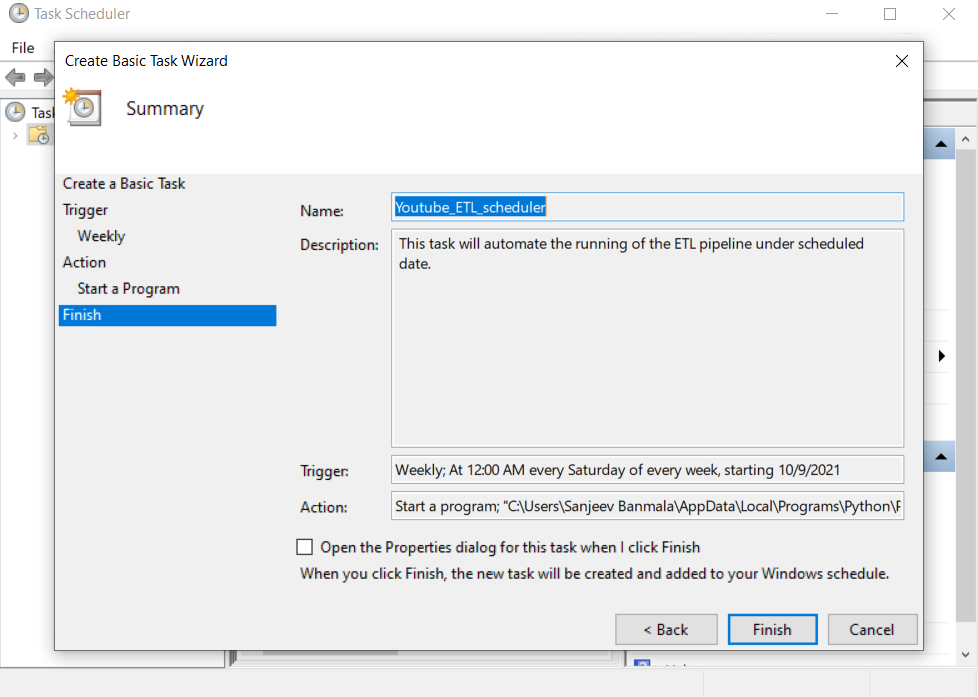 Task Scheduler
File
Create Basic Task Wizard
Summary
Create a Basic Task
Trigger
Weekly
Action
Start a Program
Finish
Name:
Youtube_ETL_scheduler
Description:
This task will automate the running of the ETL pipeline under scheduled
date.
Trigger:
Weekly; At 12:00 AM every Saturday of every week, starting 10/9/2021
Action:
Start a program; "C:\Users\Sanjeev Banmala\AppData\Local\Programs\Python\
Open the Properties dialog for this task when I click Finish
When you click Finish, the new task will be created and added to your Windows schedule.
< Back
Finish
Cancel